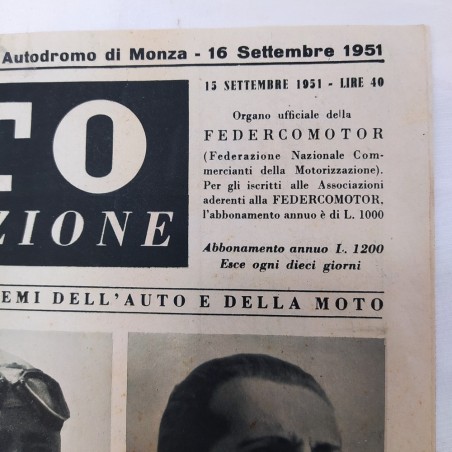 Autodromo di Monza - 16 Settembre 1951
15 SETTEMBRE 1951 - LIRE 40
Organo ufficiale della
FEDERCOMOTOR
(Federazione Nazionale Com-
mercianti della Motorizzazione).
Per gli iscritti alle Associazioni
aderenti alla FEDERCOMOTOR,
l'abbonamento annuo è di L. 1000
Abbonamento annuo L. 1200
Esce ogni dieci giorni
TO
ZIONE
EMI DELL'AUTO E DELLA MOTO